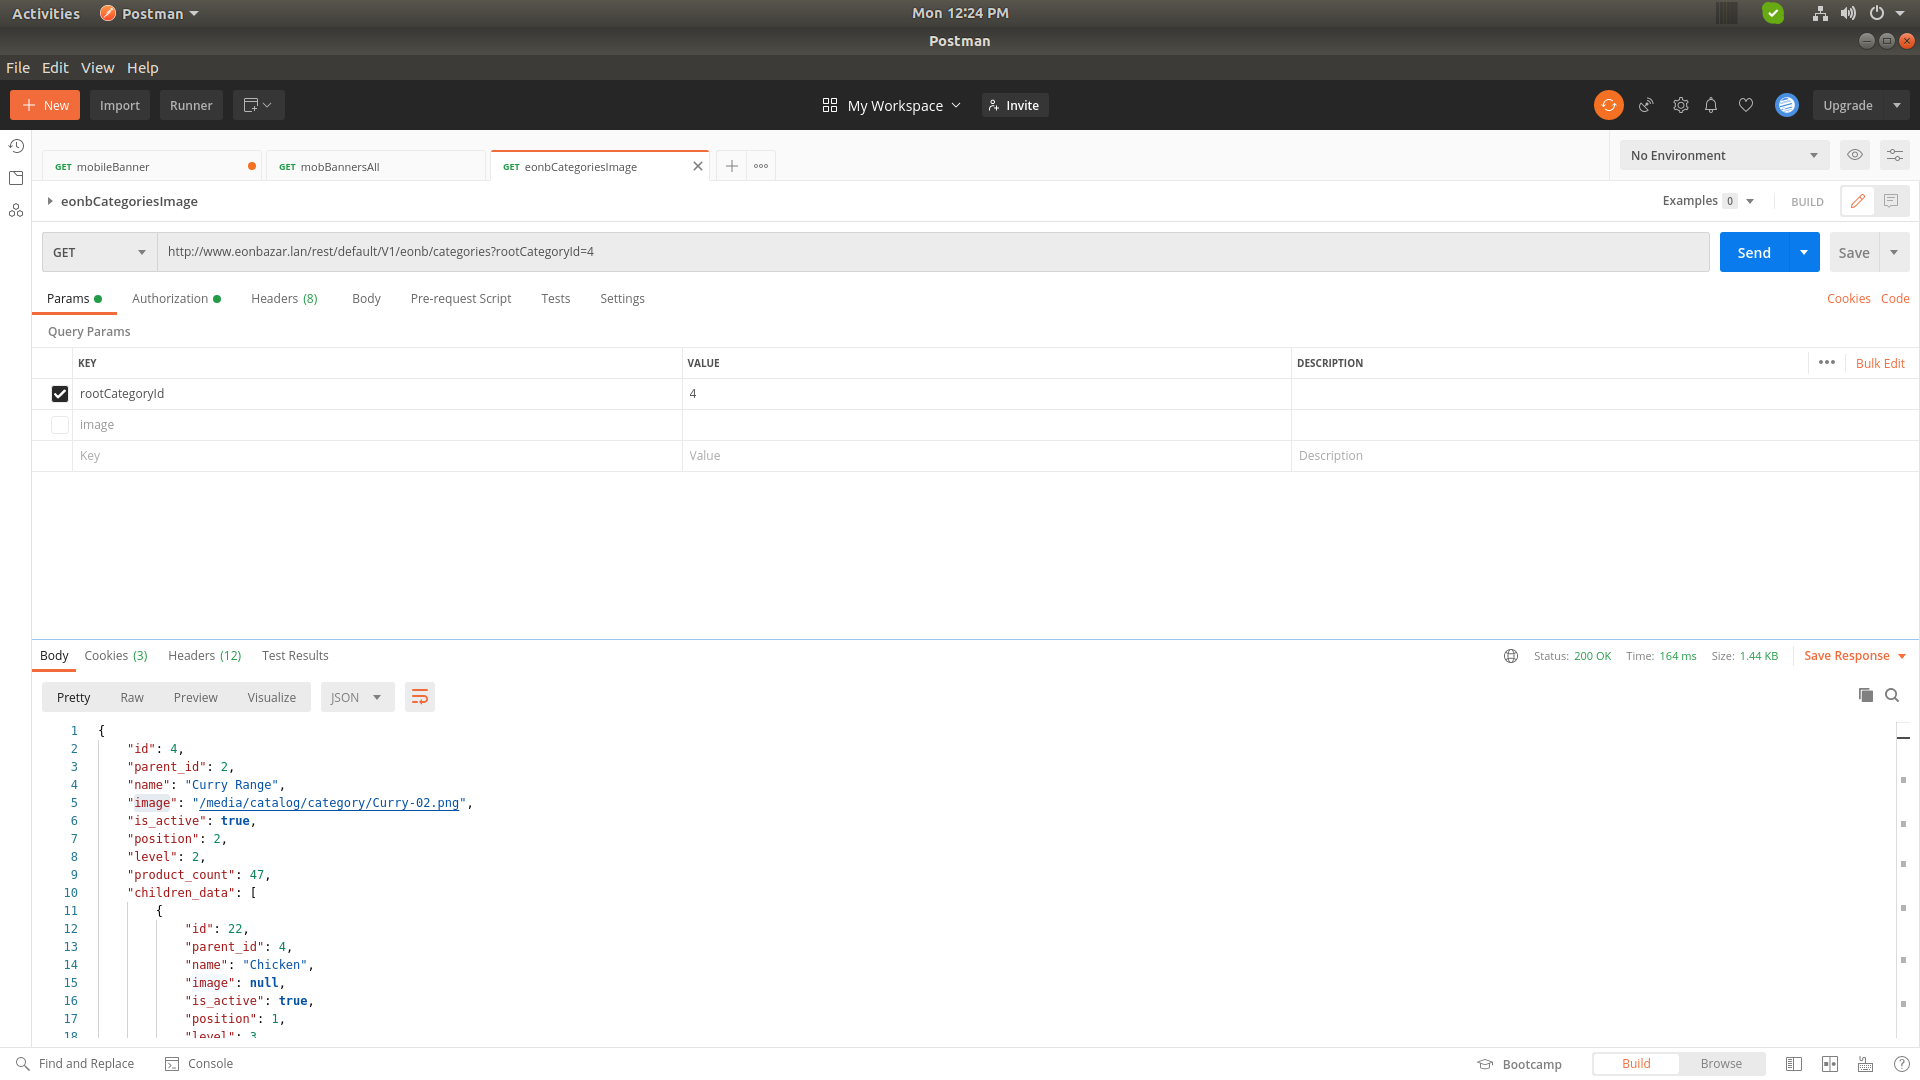 Activities Postman Mon 12:24 PM
Postman
File Edit View Help
New Import Runner My Workspace Invite Upgrade
GET mobileBanner GET mobBannersAll GET eonbCategoriesImage No Environment
eonbCategoriesImage Examples 0 BUILD
GET http://www.eonbazar.lan/rest/default/V1/eonb/categories?rootCategoryId=4 Send Save
Params Authorization Headers (8) Body Pre-request Script Tests Settings Cookies Code
Query Params
KEY VALUE DESCRIPTION Bulk Edit
rootCategoryId 4
image
Key Value Description
Body Cookies (3) Headers (12) Test Results Status: 200 OK Time: 164 ms Size: 1.44 KB Save Response
Pretty Raw Preview Visualize JSON
1 {
2 "id": 4,
3 "parent_id": 2,
4 "name": "Curry Range",
5 "image": "/media/catalog/category/Curry-02.png",
6 "is_active": true,
7 "position": 2,
8 "level": 2,
9 "product_count": 47,
10 "children_data": [
11 {
12 "id": 22,
13 "parent_id": 4,
14 "name": "Chicken",
15 "image": null,
16 "is_active": true,
17 "position": 1,
18 "level": 3
Find and Replace Console Bootcamp Build Browse